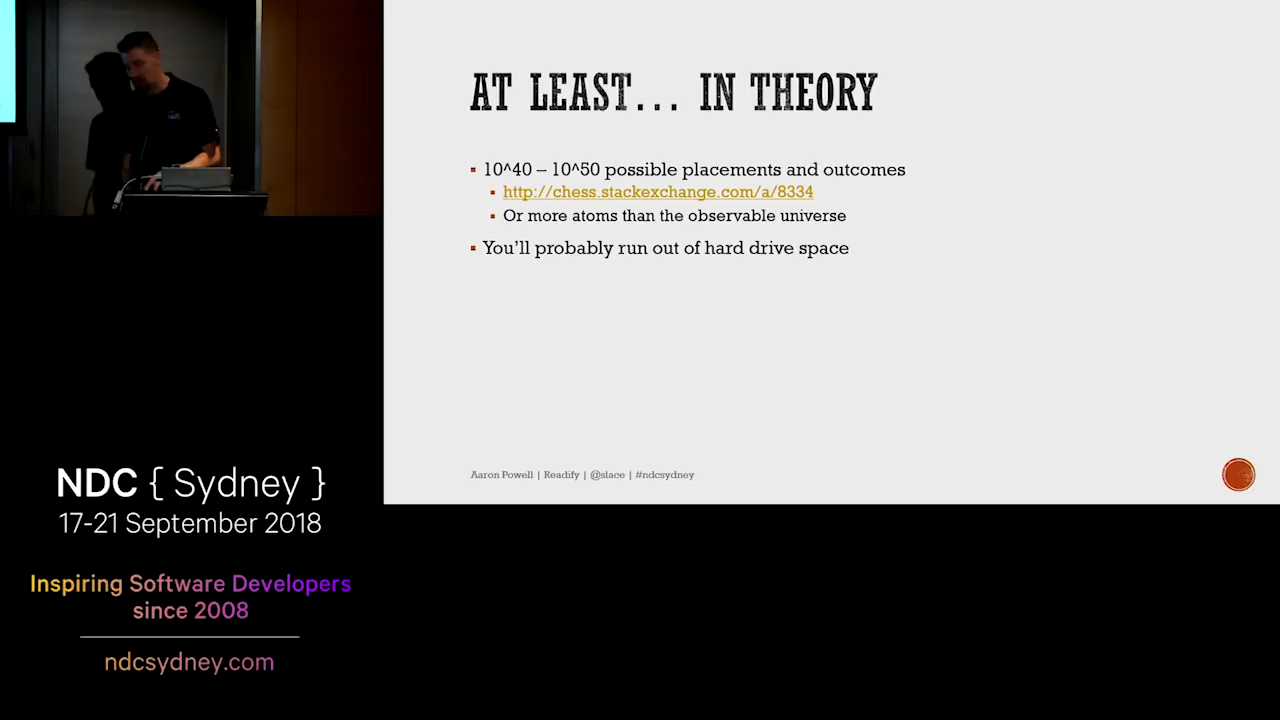 AT LEAST... IN THEORY
10^40 – 10^50 possible placements and outcomes
http://chess.stackexchange.com/a/8334
Or more atoms than the observable universe
You'll probably run out of hard drive space
Aaron Powell | Readify | @slace | #ndcsydney
NDC { Sydney }
17-21 September 2018
Inspiring Software Developers
since 2008
ndcsydney.com